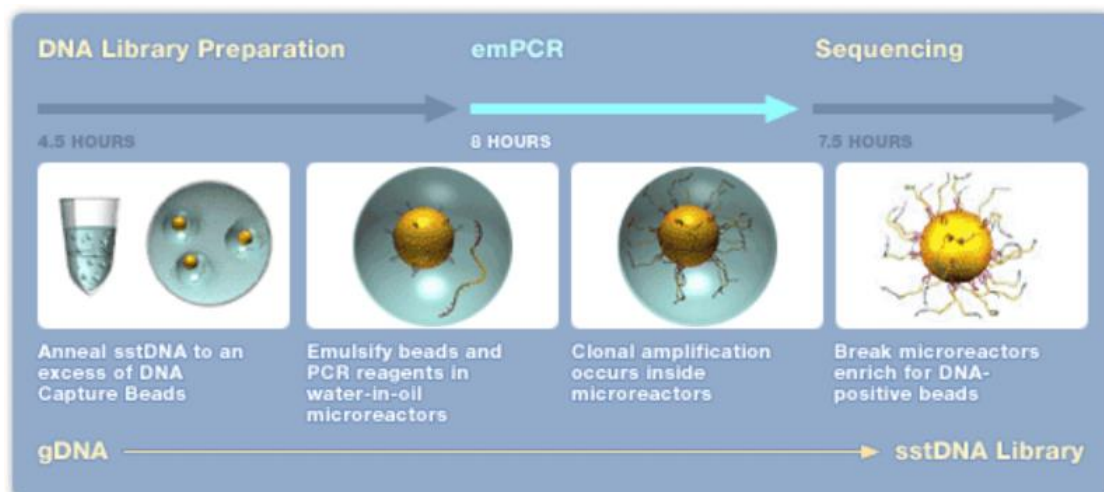 DNA Library Preparation
emPCR
Sequencing
4.5 HOURS
8 HOURS
7.5 HOURS
Anneal sstDNA to an
excess of DNA
Capture Beads
Emulsify beads and
PCR reagents in
water-in-oil
microreactors
Clonal amplification
occurs inside
microreactors
Break microreactors
enrich for DNA-
positive beads
gDNA
sstDNA Library